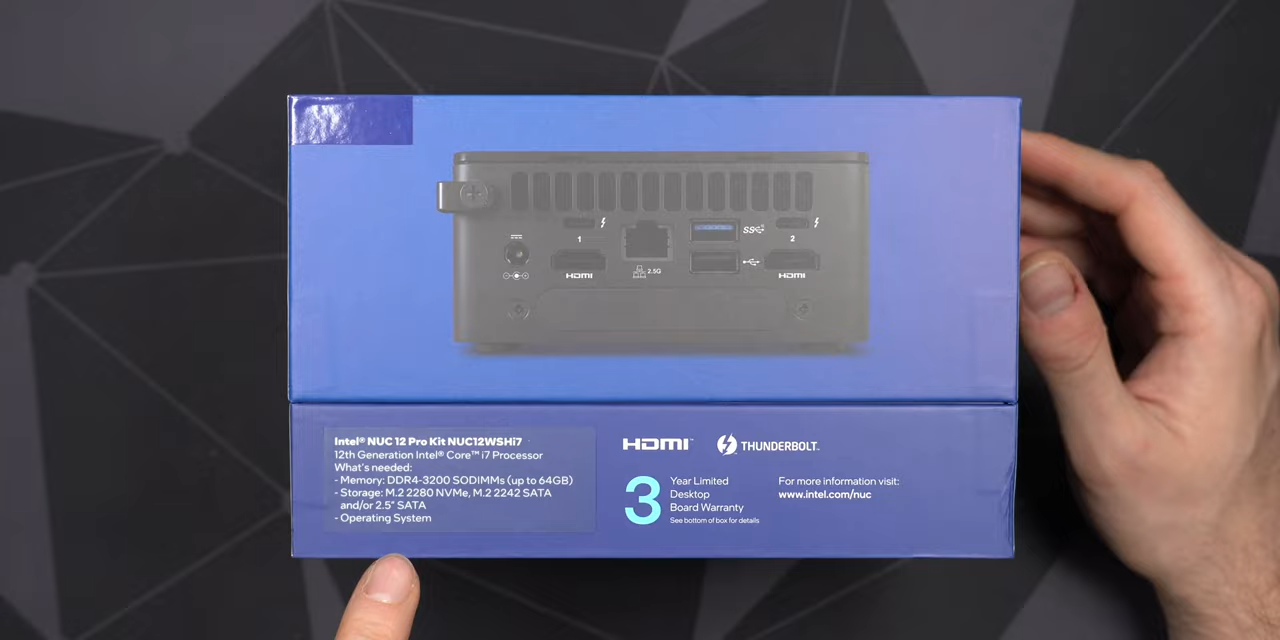 SS
1
2
HDMI
2.5G
HDMI
Intel® NUC 12 Pro Kit NUC12WSHi7
12th Generation Intel® Core™ i7 Processor
What's needed:
- Memory: DDR4-3200 SODIMMs (up to 64GB)
- Storage: M.2 2280 NVMe, M.2 2242 SATA
and/or 2.5" SATA
- Operating System
HDMI™
THUNDERBOLT™
3
Year Limited
Desktop
Board Warranty
See bottom of box for details
For more information visit:
www.intel.com/nuc